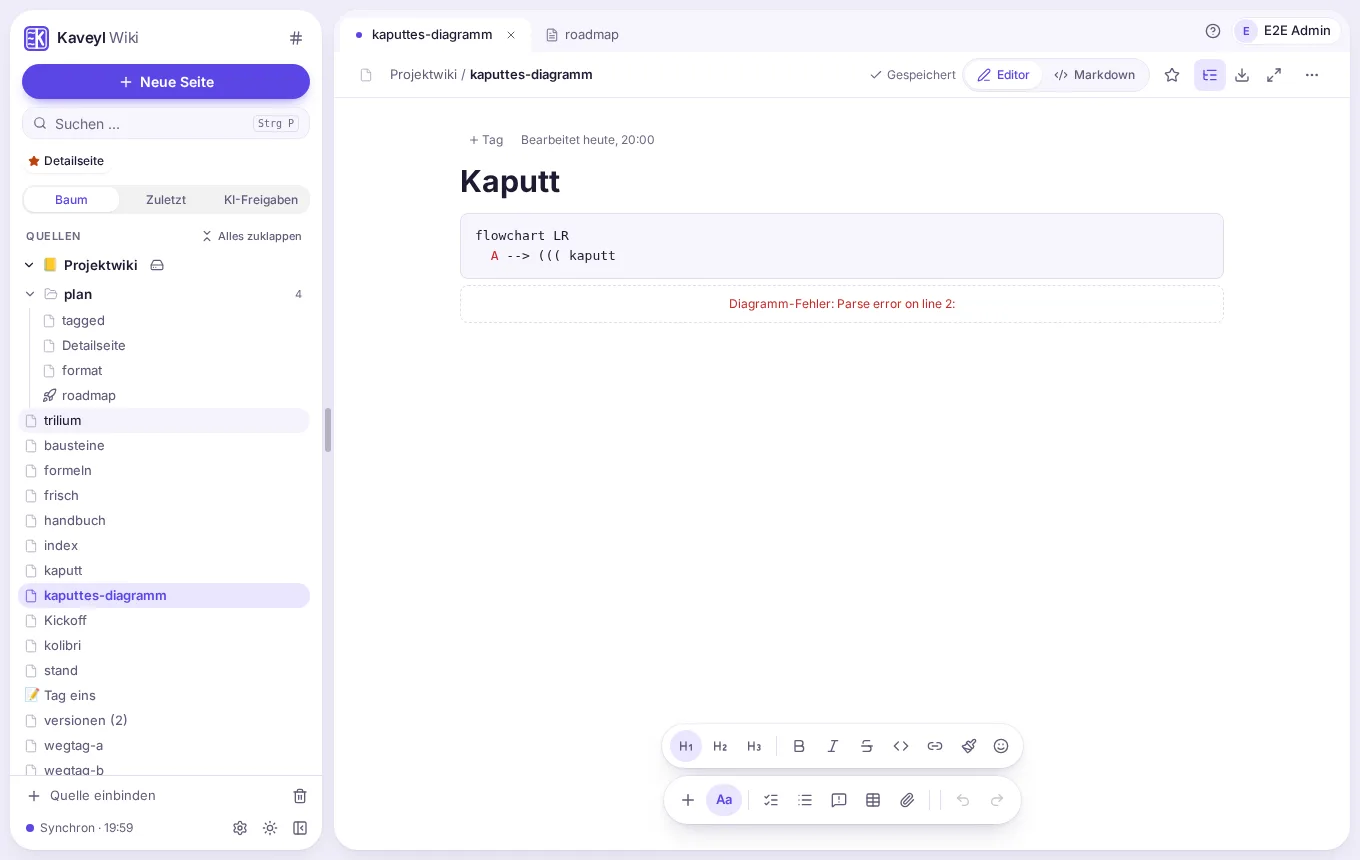 Kaveyl Wiki
Neue Seite
Suchen ...
Strg P
Detailseite
Baum
Zuletzt
KI-Freigaben
QUELLEN
Alles zuklappen
Projektwiki
plan
4
tagged
Detailseite
format
roadmap
trilium
bausteine
formeln
frisch
handbuch
index
kaputt
kaputtes-diagramm
Kickoff
kolibri
stand
Tag eins
versionen (2)
wegtag-a
wegtag-b
Quelle einbinden
Synchron · 19:59
kaputtes-diagramm
roadmap
E
E2E Admin
Projektwiki / kaputtes-diagramm
Gespeichert
Editor
Markdown
+ Tag
Bearbeitet heute, 20:00
Kaputt
flowchart LR
A --> ((( kaputt
Diagramm-Fehler: Parse error on line 2:
H1
H2
H3
B
I
S
Aa